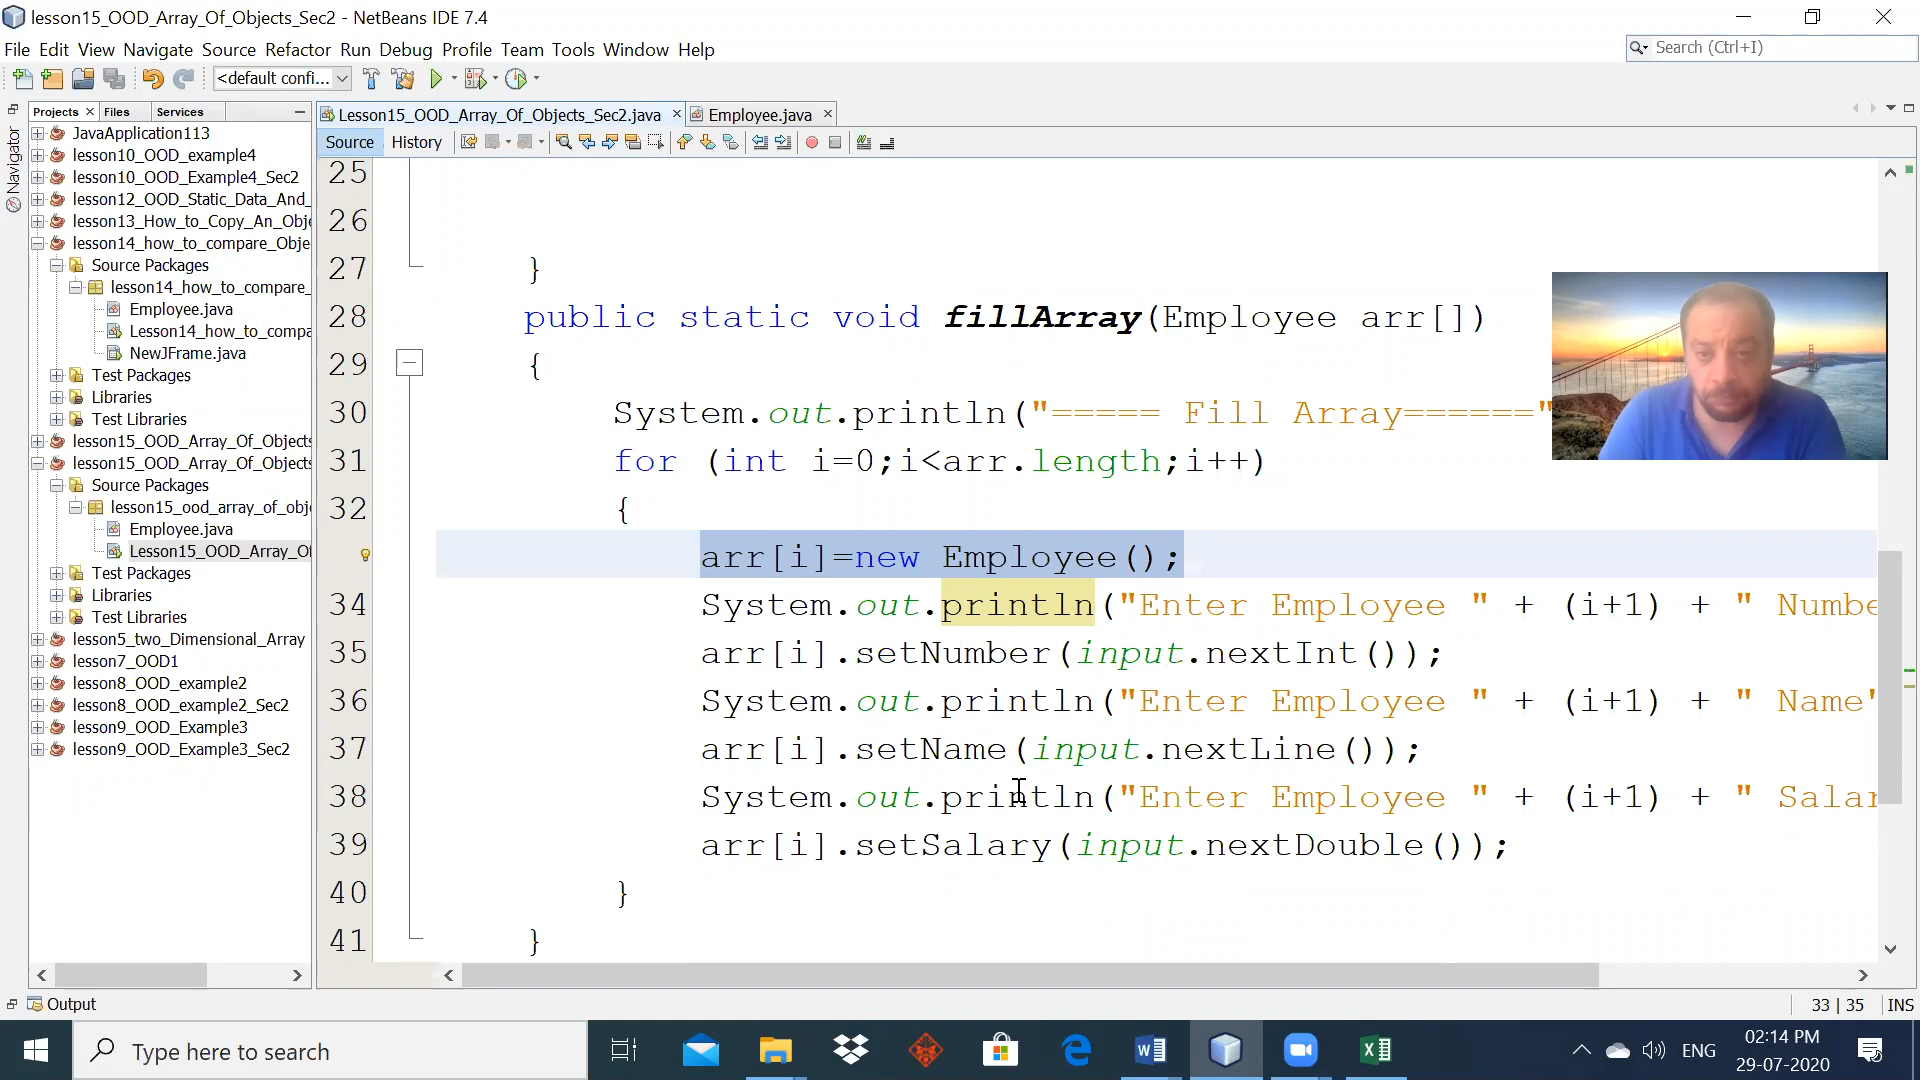 lesson15_OOD_Array_Of_Objects_Sec2 - NetBeans IDE 7.4
File Edit View Navigate Source Refactor Run Debug Profile Team Tools Window Help
Search (Ctrl+I)
<default confi...
Projects Files Services
Lesson15_OOD_Array_Of_Objects_Sec2.java Employee.java
Source History
Navigator
JavaApplication113
lesson10_OOD_example4
lesson10_OOD_Example4_Sec2
lesson12_OOD_Static_Data_And_
lesson13_How_to_Copy_An_Obje
lesson14_how_to_compare_Obje
Source Packages
lesson14_how_to_compare_
Employee.java
Lesson14_how_to_compa
NewJFrame.java
Test Packages
Libraries
Test Libraries
lesson15_OOD_Array_Of_Objects
lesson15_OOD_Array_Of_Objects
Source Packages
lesson15_ood_array_of_obj
Employee.java
Lesson15_OOD_Array_Of
Test Packages
Libraries
Test Libraries
lesson5_two_Dimensional_Array
lesson7_OOD1
lesson8_OOD_example2
lesson8_OOD_example2_Sec2
lesson9_OOD_Example3
lesson9_OOD_Example3_Sec2
25
26
27 }
28 public static void fillArray(Employee arr[])
29 {
30 System.out.println("===== Fill Array======"
31 for (int i=0;i<arr.length;i++)
32 {
arr[i]=new Employee();
34 System.out.println("Enter Employee " + (i+1) + " Numbe
35 arr[i].setNumber(input.nextInt());
36 System.out.println("Enter Employee " + (i+1) + " Name"
37 arr[i].setName(input.nextLine());
38 System.out.println("Enter Employee " + (i+1) + " Salar
39 arr[i].setSalary(input.nextDouble());
40 }
41 }
Output
33 | 35 INS
Type here to search
ENG
02:14 PM
29-07-2020